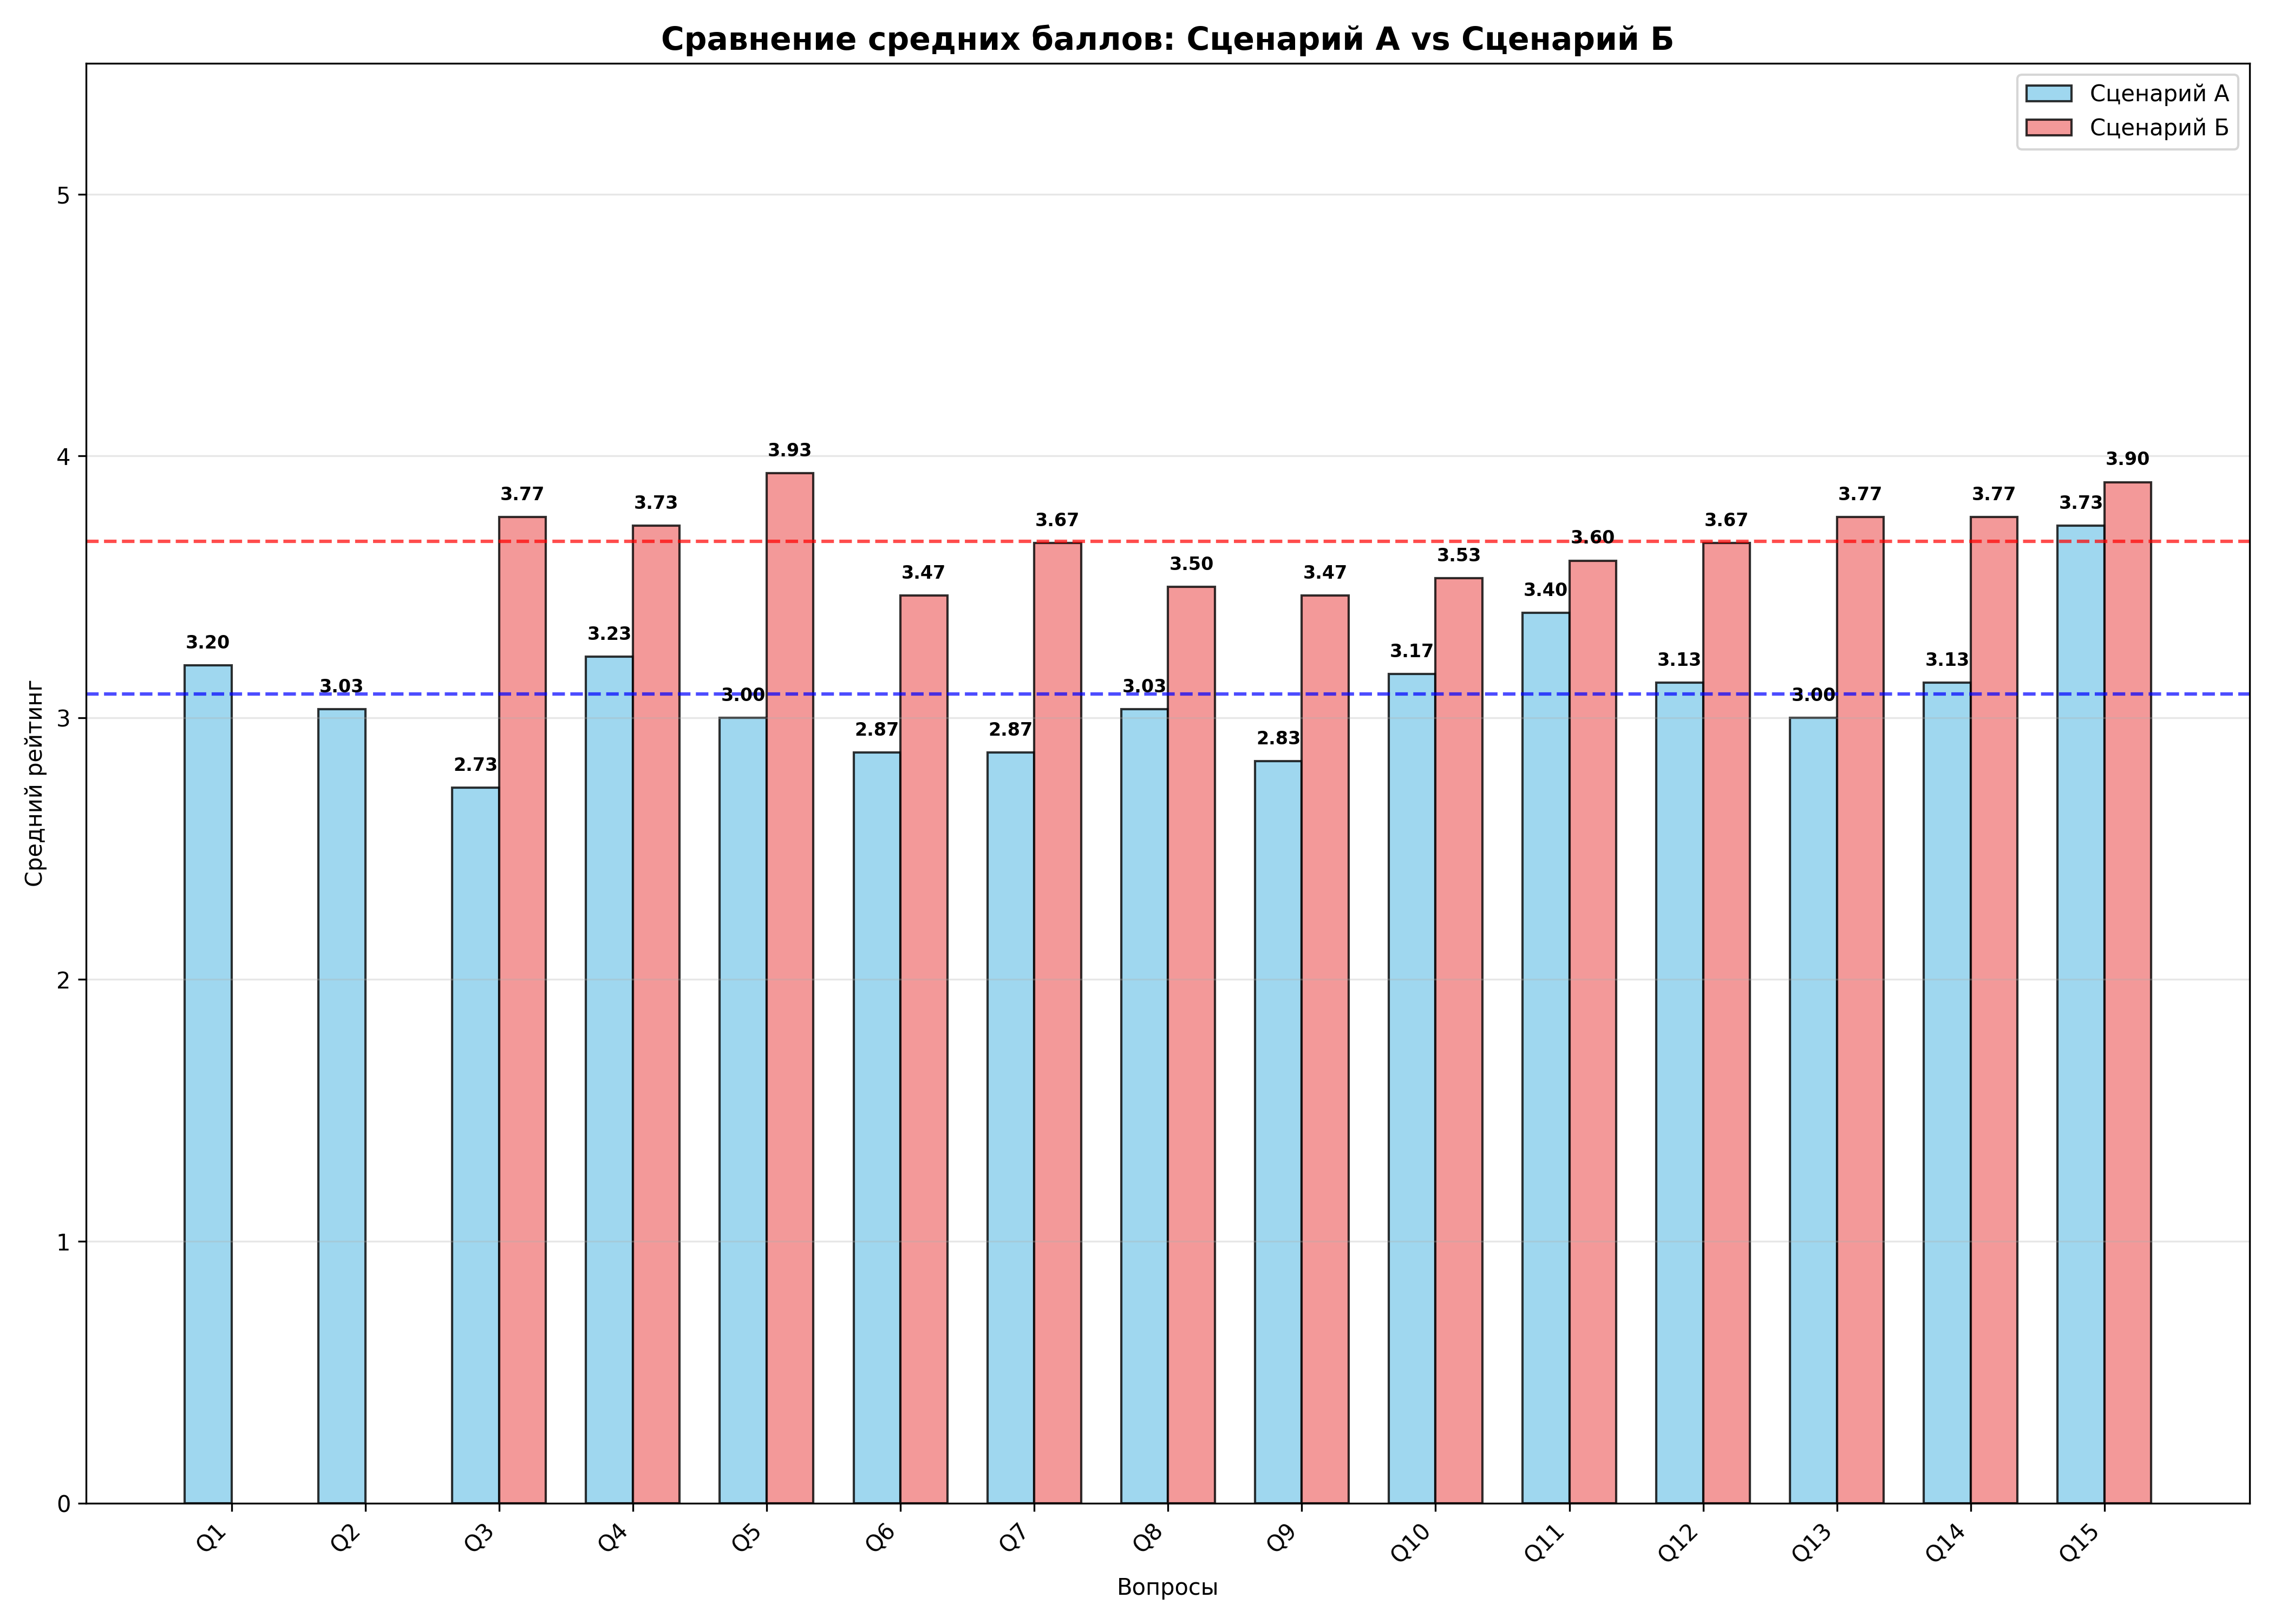 Сравнение средних баллов: Сценарий А vs Сценарий Б
Сценарий А
Сценарий Б
Средний рейтинг
5
4
3
2
1
0
3.20
3.03
2.73
3.77
3.23
3.73
3.00
3.93
2.87
3.47
2.87
3.67
3.03
3.50
2.83
3.47
3.17
3.53
3.40
3.60
3.13
3.67
3.00
3.77
3.13
3.77
3.73
3.90
Q1
Q2
Q3
Q4
Q5
Q6
Q7
Q8
Q9
Q10
Q11
Q12
Q13
Q14
Q15
Вопросы